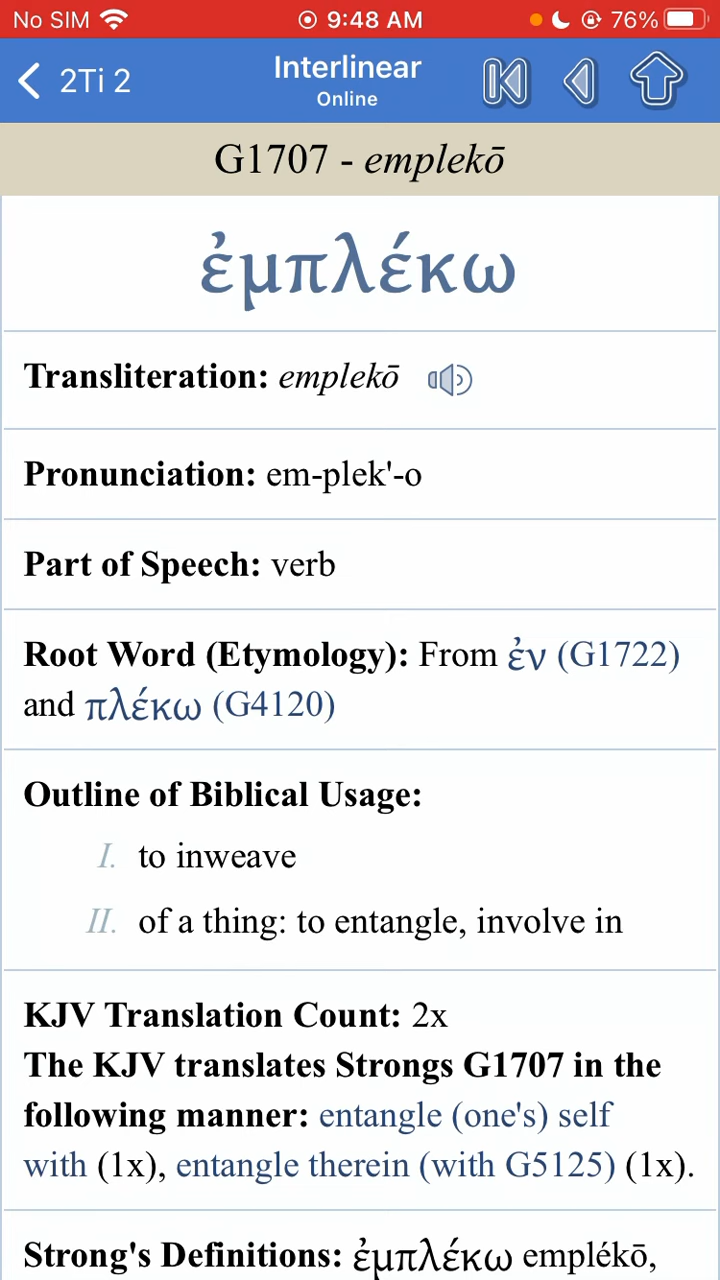 No SIM 9:48 AM 76%
2Ti 2 Interlinear
Online
G1707 - emplekō
ἐμπλέκω
Transliteration: emplekō
Pronunciation: em-plek'-o
Part of Speech: verb
Root Word (Etymology): From ἐν (G1722)
and πλέκω (G4120)
Outline of Biblical Usage:
I. to inweave
II. of a thing: to entangle, involve in
KJV Translation Count: 2x
The KJV translates Strongs G1707 in the
following manner: entangle (one's) self
with (1x), entangle therein (with G5125) (1x).
Strong's Definitions: ἐμπλέκω emplékō,